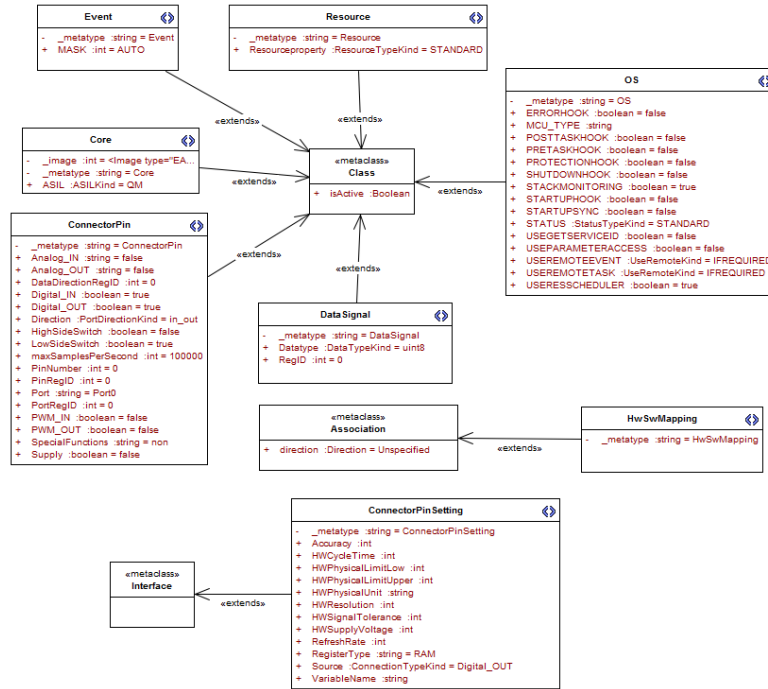 Event
- _metatype :string = Event
+ MASK :int = AUTO
Resource
- _metatype :string = Resource
+ Resourceproperty :ResourceTypeKind = STANDARD
OS
- _metatype :string = OS
+ ERRORHOOK :boolean = false
+ MCU_TYPE :string
+ POSTTASKHOOK :boolean = false
+ PRETASKHOOK :boolean = false
+ PROTECTIONHOOK :boolean = false
+ SHUTDOWNHOOK :boolean = false
+ STACKMONITORING :boolean = true
+ STARTUPHOOK :boolean = false
+ STARTUPSYNC :boolean = false
+ STATUS :StatusTypeKind = STANDARD
+ USEGETSERVICEID :boolean = false
+ USEPARAMETERACCESS :boolean = false
+ USEREMOTEEVENT :UseRemoteKind = IFREQUIRED
+ USEREMOTETASK :UseRemoteKind = IFREQUIRED
+ USERESSCHEDULER :boolean = true
«extends»
«extends»
Core
- _image :int = <Image type="EA...
- _metatype :string = Core
+ ASIL :ASILKind = QM
«extends»
«metaclass»
Class
+ isActive :Boolean
«extends»
ConnectorPin
- _metatype :string = ConnectorPin
+ Analog_IN :string = false
+ Analog_OUT :string = false
+ DataDirectionRegID :int = 0
+ Digital_IN :boolean = true
+ Digital_OUT :boolean = true
+ Direction :PortDirectionKind = in_out
+ HighSideSwitch :boolean = false
+ LowSideSwitch :boolean = true
+ maxSamplesPerSecond :int = 100000
+ PinNumber :int = 0
+ PinRegID :int = 0
+ Port :string = Port0
+ PortRegID :int = 0
+ PWM_IN :boolean = false
+ PWM_OUT :boolean = false
+ SpecialFunctions :string = non
+ Supply :boolean = false
«extends»
«extends»
DataSignal
- _metatype :string = DataSignal
+ Datatype :DataTypeKind = uint8
+ RegID :int = 0
«metaclass»
Association
+ direction :Direction = Unspecified
«extends»
HwSwMapping
- _metatype :string = HwSwMapping
«metaclass»
Interface
«extends»
ConnectorPinSetting
- _metatype :string = ConnectorPinSetting
+ Accuracy :int
+ HWCycleTime :int
+ HWPhysicalLimitLow :int
+ HWPhysicalLimitUpper :int
+ HWPhysicalUnit :string
+ HWResolution :int
+ HWSignalTolerance :int
+ HWSupplyVoltage :int
+ RefreshRate :int
+ RegisterType :string = RAM
+ Source :ConnectionTypeKind = Digital_OUT
+ VariableName :string